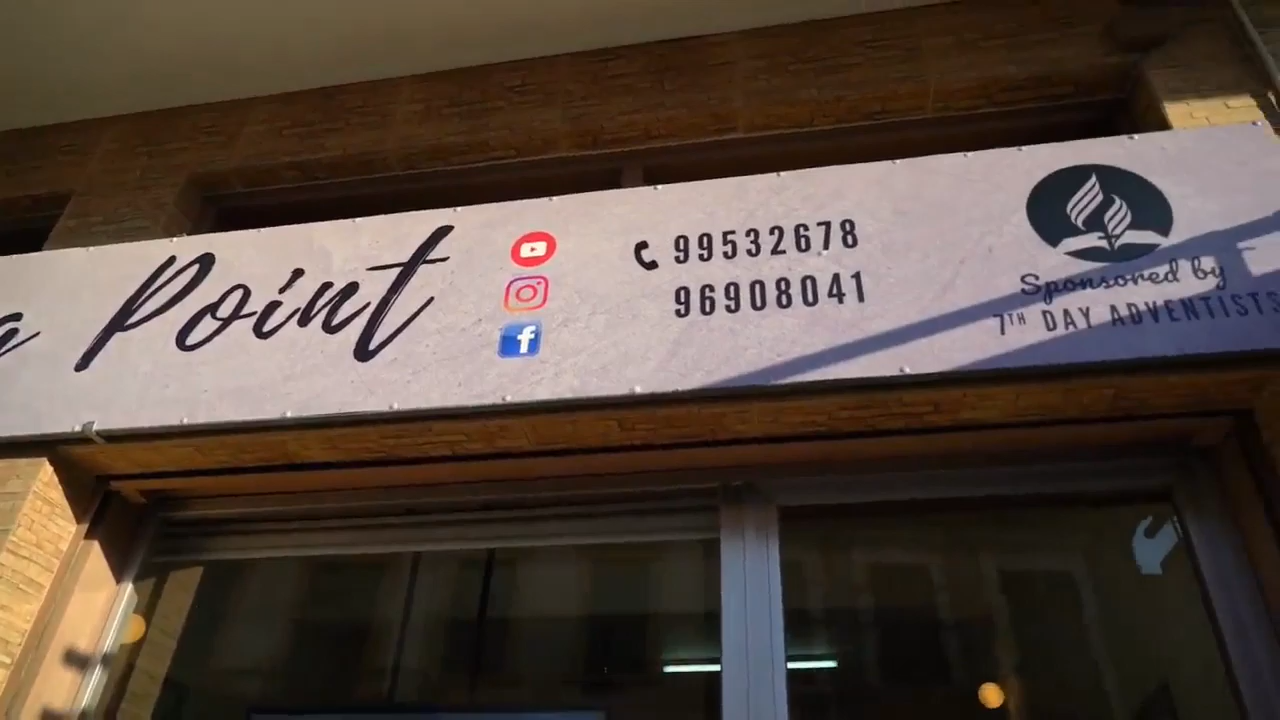 Point
99532678
96908041
Sponsored by
7TH DAY ADVENTISTS